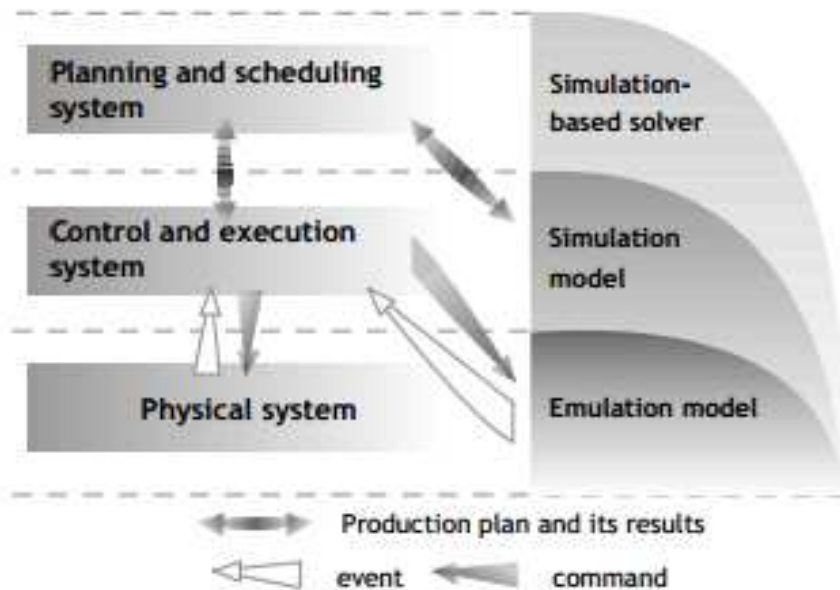 Planning and scheduling
system
Simulation-
based solver
Control and execution
system
Simulation
model
Physical system
Emulation model
Production plan and its results
event
command